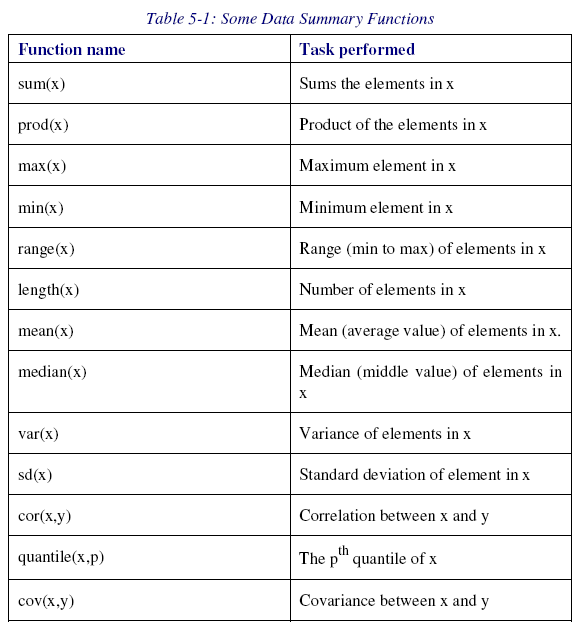 Table 5-1: Some Data Summary Functions
Function name Task performed
sum(x) Sums the elements in x
prod(x) Product of the elements in x
max(x) Maximum element in x
min(x) Minimum element in x
range(x) Range (min to max) of elements in x
length(x) Number of elements in x
mean(x) Mean (average value) of elements in x.
median(x) Median (middle value) of elements in
x
var(x) Variance of elements in x
sd(x) Standard deviation of element in x
cor(x,y) Correlation between x and y
quantile(x,p) The pth quantile of x
cov(x,y) Covariance between x and y